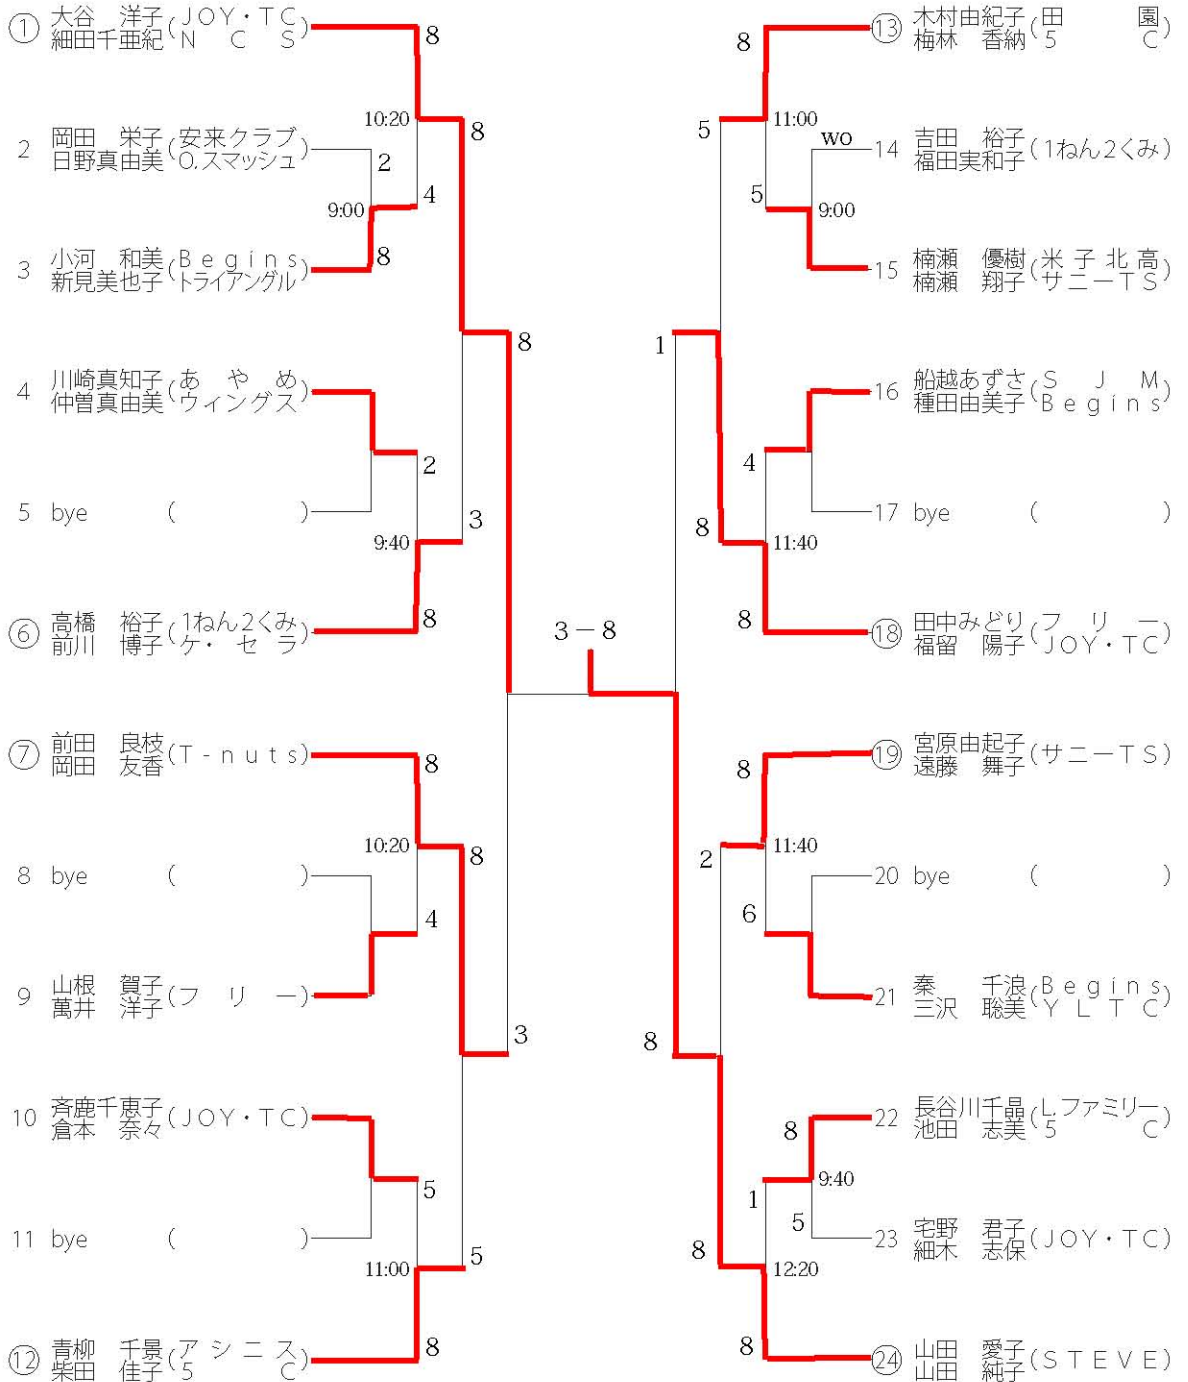 ① 大谷 洋子 (JOY・TC)
細田千亜紀 (NCS)
8
10:20
8
2 岡田 栄子 (安来クラブ)
日野真由美 (O.スマッシュ)
2
4
9:00
3 小河 和美 (Begins)
新見美也子 (トライアングル)
8
8
4 川崎真知子 (あやめ)
仲曽真由美 (ウィングス)
2
5 bye ( )
3
9:40
⑥ 高橋 裕子 (1ねん2くみ)
前川 博子 (ケ・セラ)
8
3－8
⑦ 前田 良枝 (T-nuts)
岡田 友香
8
10:20
8
8 bye ( )
4
9 山根 賀子 (フリー)
萬井 洋子
3
10 斉鹿千恵子 (JOY・TC)
倉本 奈々
5
11 bye ( )
5
11:00
⑫ 青柳 千景 (アシニス)
柴田 佳子 (5C)
8
⑬ 木村由紀子 (田園)
梅林 香納 (5C)
8
11:00
5
wo
14 吉田 裕子 (1ねん2くみ)
福田実和子
5
9:00
15 楠瀬 優樹 (米子北高)
楠瀬 翔子 (サニーTS)
1
16 船越あずさ (SJM)
種田由美子 (Begins)
4
17 bye ( )
8
11:40
⑱ 田中みどり (フリー)
福留 陽子 (JOY・TC)
8
⑲ 宮原由起子 (サニーTS)
遠藤 舞子
8
11:40
2
20 bye ( )
6
21 秦 千浪 (Begins)
三沢 聡美 (YLTC)
8
22 長谷川千晶 (L.ファミリー)
池田 志美 (5C)
8
9:40
1
23 宅野 君子 (JOY・TC)
細木 志保
5
8
12:20
㉔ 山田 愛子 (STEVE)
山田 純子
8